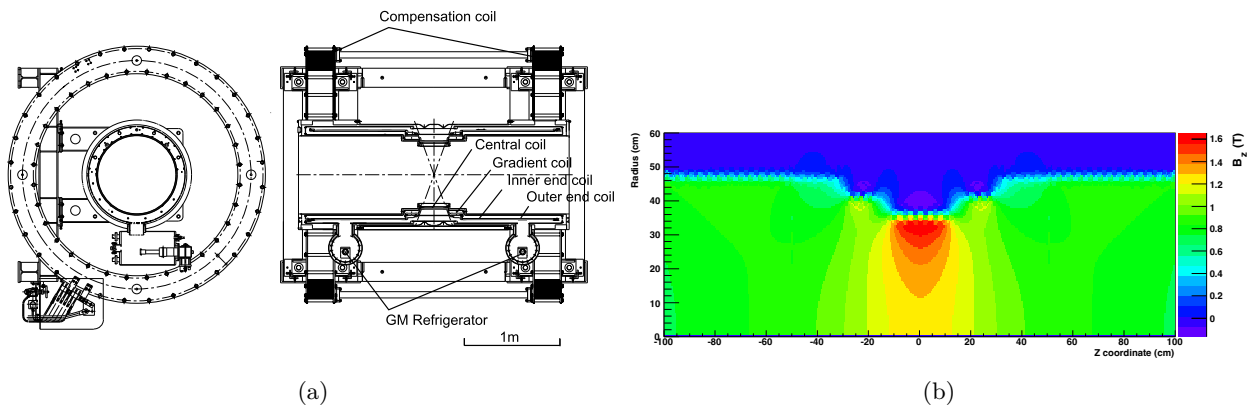 Compensation coil
Central coil
Gradient coil
Inner end coil
Outer end coil
GM Refrigerator
1m
(a)
Radius (cm)
60
50
40
30
20
10
0
-100 -80 -60 -40 -20 0 20 40 60 80 100
Z coordinate (cm)
1.6
1.4
1.2
1
0.8
0.6
0.4
0.2
0
B_z (T)
(b)